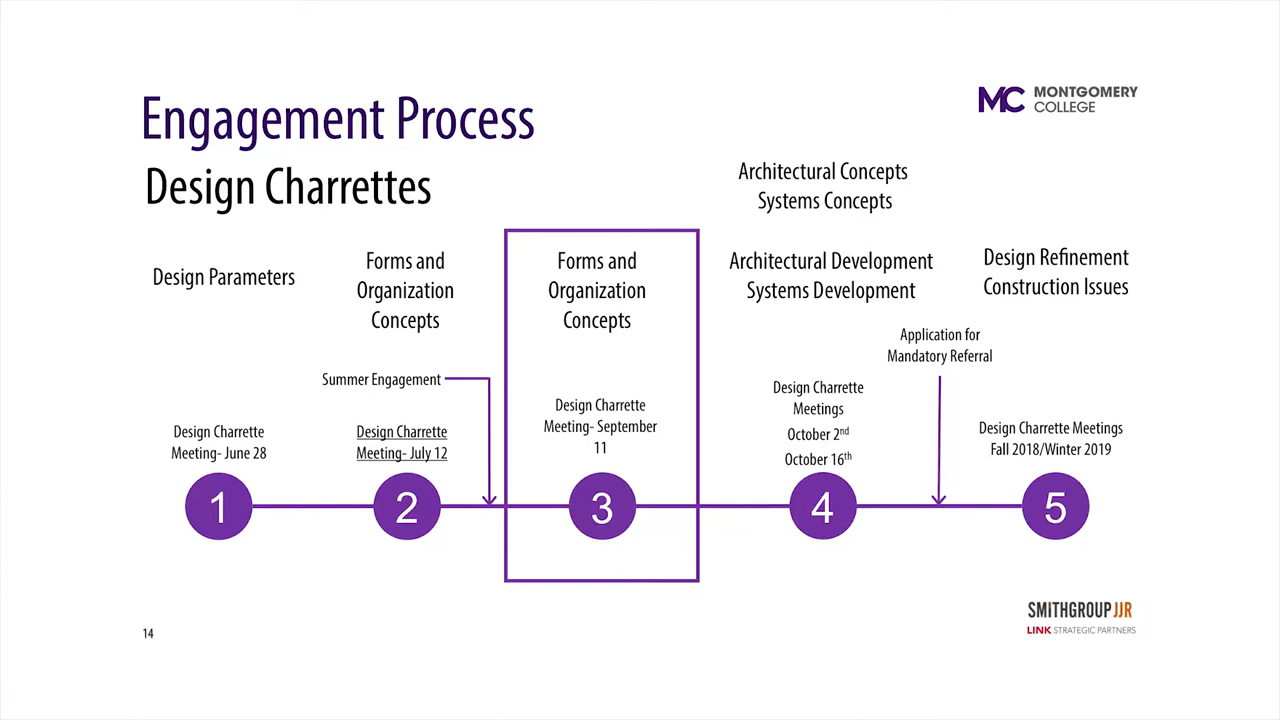 Engagement Process
Design Charrettes
MC MONTGOMERY
COLLEGE
Architectural Concepts
Systems Concepts
Design Parameters
Forms and
Organization
Concepts
Forms and
Organization
Concepts
Architectural Development
Systems Development
Design Refinement
Construction Issues
Summer Engagement
Application for
Mandatory Referral
Design Charrette
Meeting- June 28
Design Charrette
Meeting- July 12
Design Charrette
Meeting- September
11
Design Charrette
Meetings
October 2nd
October 16th
Design Charrette Meetings
Fall 2018/Winter 2019
1
2
3
4
5
14
SMITHGROUP JJR
LINK STRATEGIC PARTNERS